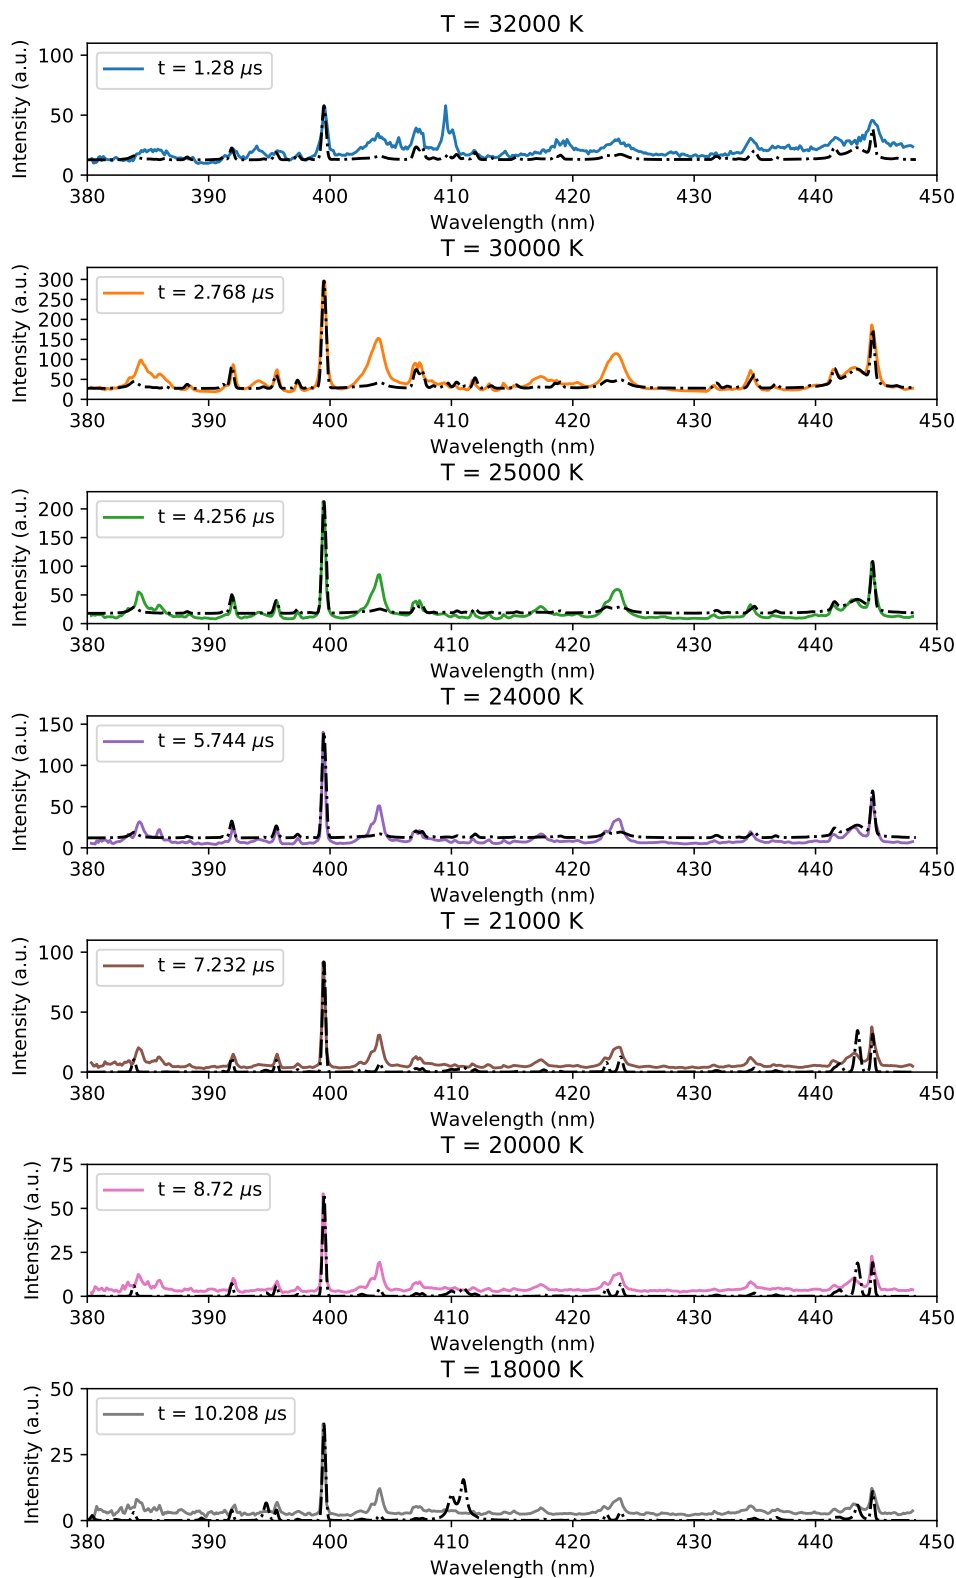 T = 32000 K
Intensity (a.u.)
100
50
0
t = 1.28 μs
380 390 400 410 420 430 440 450
Wavelength (nm)
T = 30000 K
Intensity (a.u.)
300
250
200
150
100
50
0
t = 2.768 μs
380 390 400 410 420 430 440 450
Wavelength (nm)
T = 25000 K
Intensity (a.u.)
200
150
100
50
0
t = 4.256 μs
380 390 400 410 420 430 440 450
Wavelength (nm)
T = 24000 K
Intensity (a.u.)
150
100
50
0
t = 5.744 μs
380 390 400 410 420 430 440 450
Wavelength (nm)
T = 21000 K
Intensity (a.u.)
100
50
0
t = 7.232 μs
380 390 400 410 420 430 440 450
Wavelength (nm)
T = 20000 K
Intensity (a.u.)
75
50
25
0
t = 8.72 μs
380 390 400 410 420 430 440 450
Wavelength (nm)
T = 18000 K
Intensity (a.u.)
50
25
0
t = 10.208 μs
380 390 400 410 420 430 440 450
Wavelength (nm)